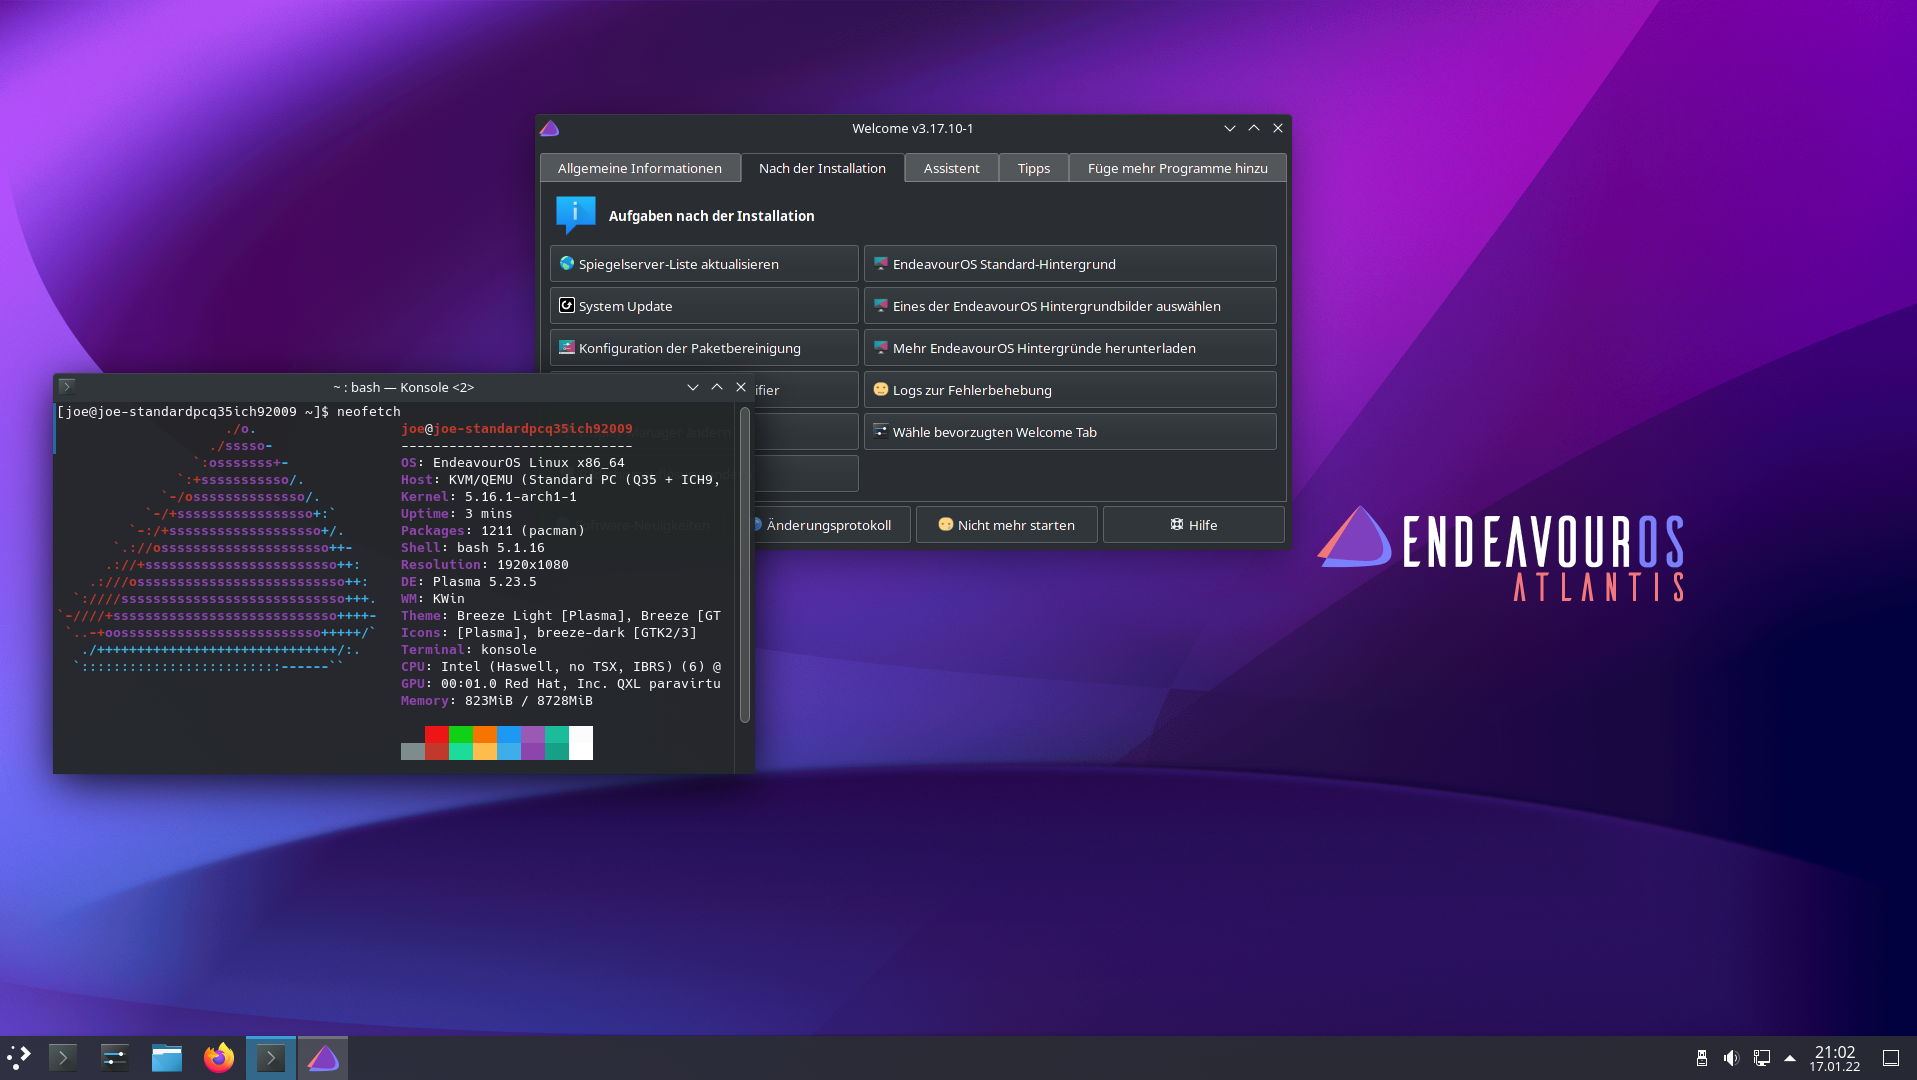 Welcome v3.17.10-1
Allgemeine Informationen
Nach der Installation
Assistent
Tipps
Füge mehr Programme hinzu
Aufgaben nach der Installation
Spiegelserver-Liste aktualisieren
EndeavourOS Standard-Hintergrund
System Update
Eines der EndeavourOS Hintergrundbilder auswählen
Konfiguration der Paketbereinigung
Mehr EndeavourOS Hintergründe herunterladen
Logs zur Fehlerbehebung
Wähle bevorzugten Welcome Tab
Änderungsprotokoll
Nicht mehr starten
Hilfe
~ : bash — Konsole <2>
[joe@joe-standardpcq35ich92009 ~]$ neofetch
joe@joe-standardpcq35ich92009
-----------------------------
OS: EndeavourOS Linux x86_64
Host: KVM/QEMU (Standard PC (Q35 + ICH9,
Kernel: 5.16.1-arch1-1
Uptime: 3 mins
Packages: 1211 (pacman)
Shell: bash 5.1.16
Resolution: 1920x1080
DE: Plasma 5.23.5
WM: KWin
Theme: Breeze Light [Plasma], Breeze [GT
Icons: [Plasma], breeze-dark [GTK2/3]
Terminal: konsole
CPU: Intel (Haswell, no TSX, IBRS) (6) @
GPU: 00:01.0 Red Hat, Inc. QXL paravirtu
Memory: 823MiB / 8728MiB
ENDEAVOUROS
ATLANTIS
21:02
17.01.22